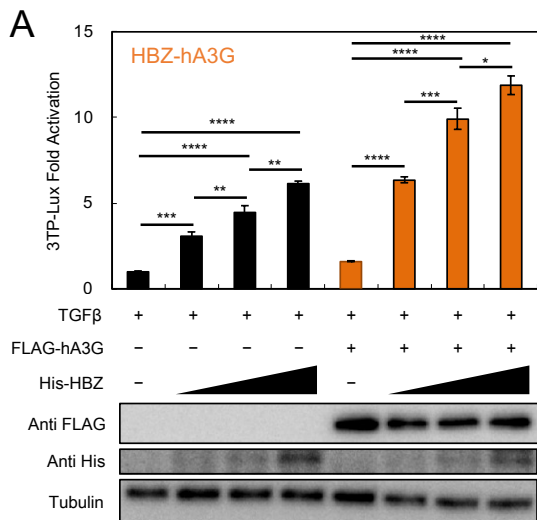 A
15
HBZ-hA3G
****
****
*
10
***
****
****
****
**
5
**
***
0
3TP-Lux Fold Activation
TGFβ + + + + + + + +
FLAG-hA3G – – – – + + + +
His-HBZ – –
Anti FLAG
Anti His
Tubulin